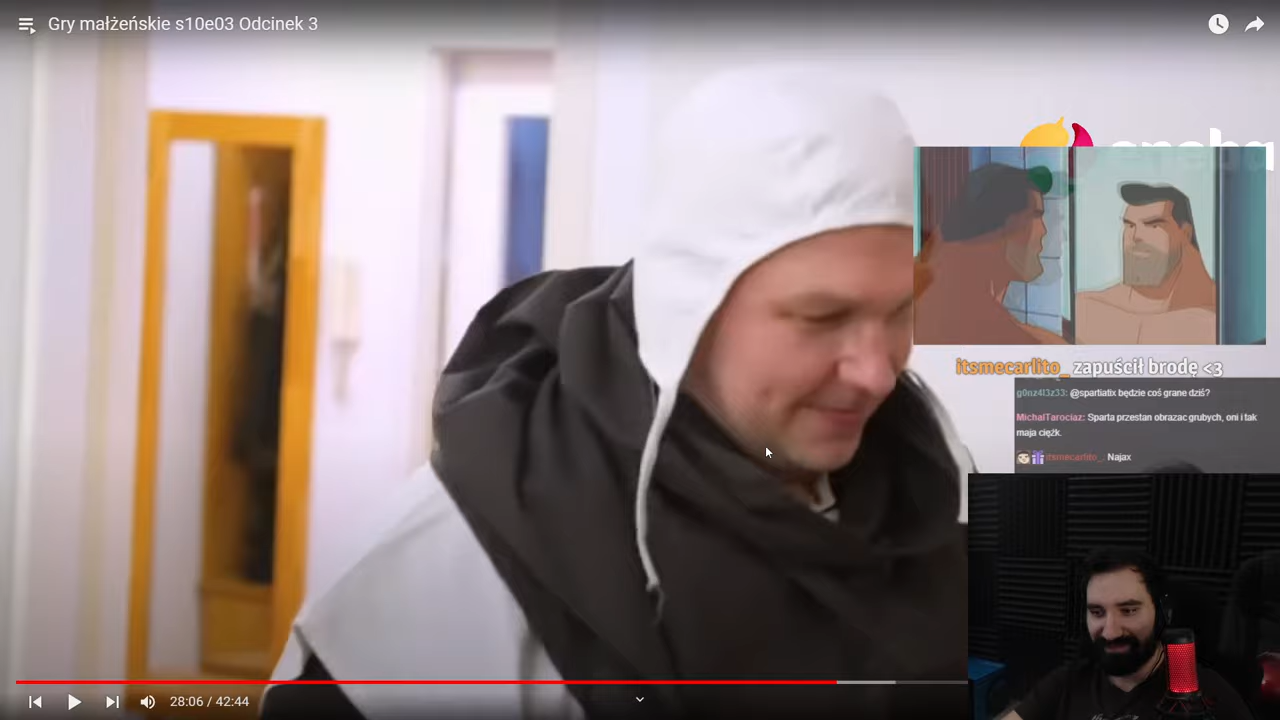 Gry małżeńskie s10e03 Odcinek 3
itsmecarlito_ zapuścił brodę <3
g0nz4l3z33: @spartiatix będzie coś grane dziś?
MichalTarociaz: Sparta przestan obrazac grubych, oni i tak
maja ciężk.
itsmecarlito_: Najax
28:06 / 42:44